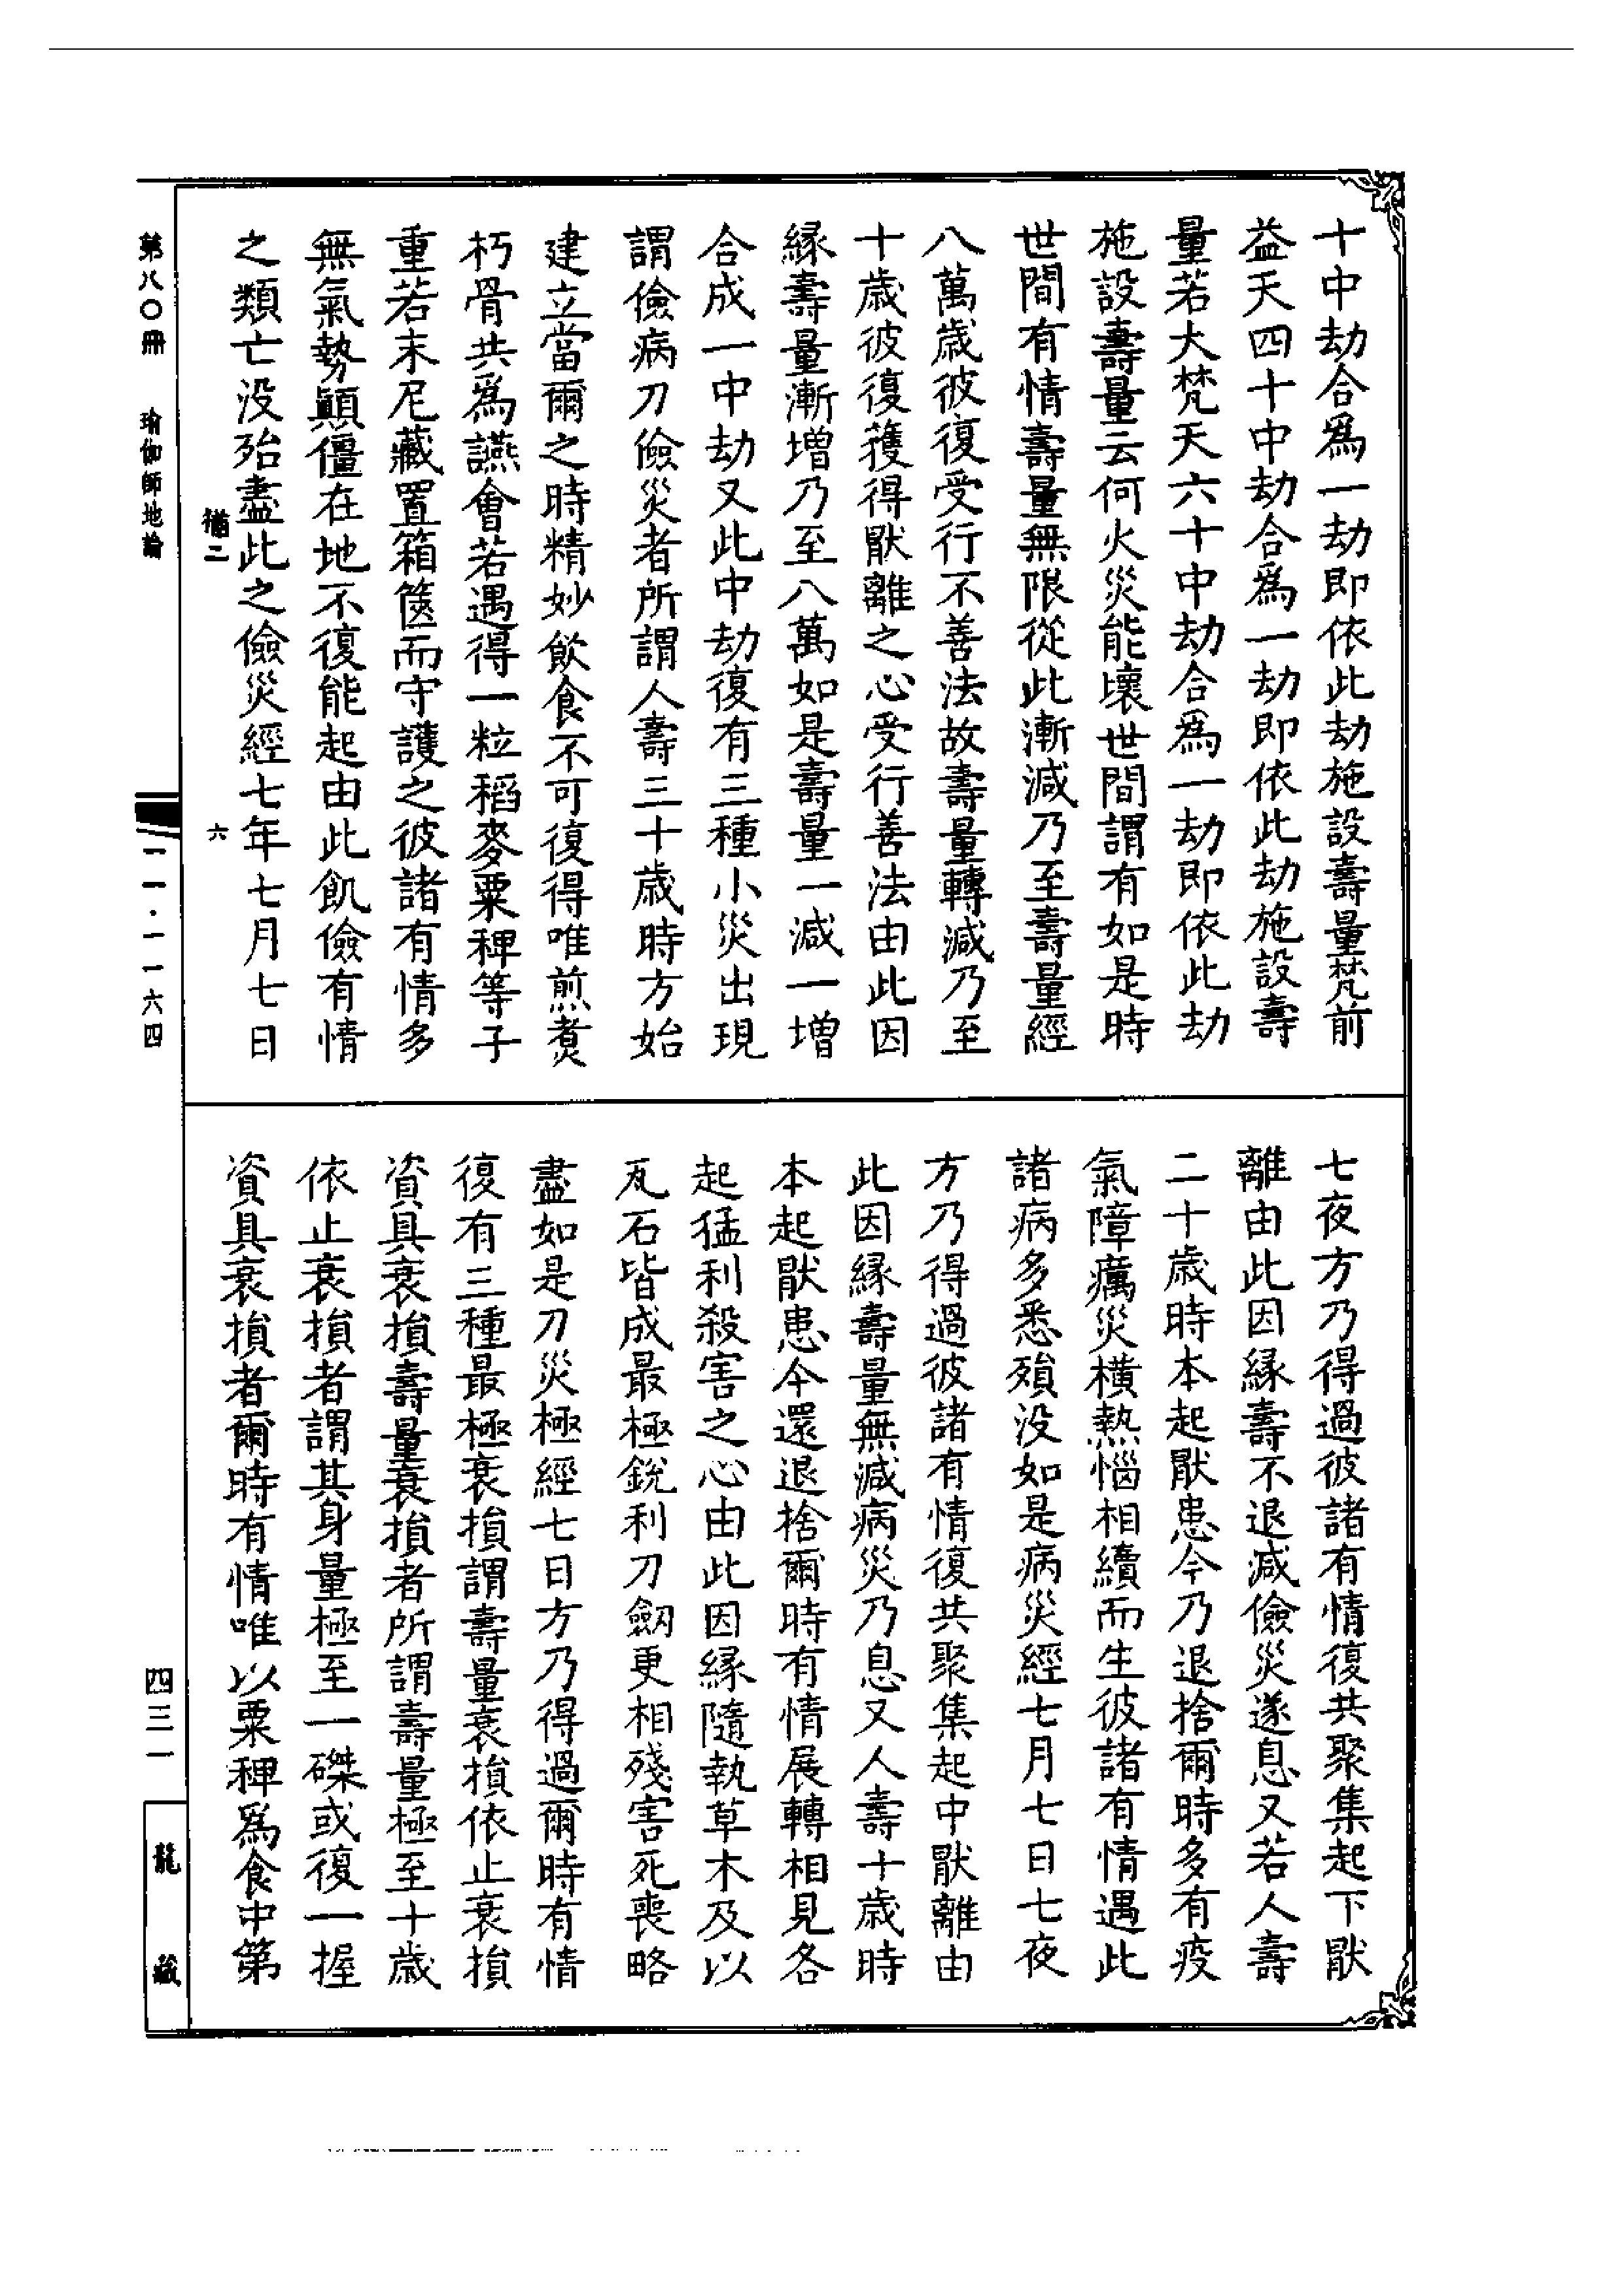 十中劫合爲一劫即依此劫施設壽量梵前
益天四十中劫合爲一劫即依此劫施設壽
量若大梵天六十中劫合爲一劫即依此劫
施設壽量云何火災能壞世間謂有如是時
世間有情壽量無限從此漸減乃至壽量經
八萬歲彼復受行不善法故壽量轉減乃至
十歲彼復獲得厭離之心受行善法由此因
緣壽量漸增乃至八萬如是壽量一減一增
合成一中劫又此中劫復有三種小災出現
謂儉病刀儉災者所謂人壽三十歲時方始
建立當爾之時精妙飲食不可復得唯煎煑
朽骨共爲讌會若遇得一粒稻麥粟稗等子
重若末尼藏置箱篋而守護之彼諸有情多
無氣勢顚僵在地不復能起由此飢儉有情
之類亡没殆盡此之儉災經七年七月七日
七夜方乃得過彼諸有情復共聚集起下厭
離由此因緣壽不退減儉災遂息又若人壽
二十歲時本起厭患今乃退捨爾時多有疫
氣障癘災橫熱惱相續而生彼諸有情遇此
諸病多悉殞没如是病災經七月七日七夜
方乃得過彼諸有情復共聚集起中厭離由
此因緣壽量無減病災乃息又人壽十歲時
本起厭患今還退捨爾時有情展轉相見各
起猛利殺害之心由此因緣隨執草木及以
瓦石皆成最極銳利刀劒更相殘害死喪略
盡如是刀災極經七日方乃得過爾時有情
復有三種最極衰損謂壽量衰損依止衰損
資具衰損壽量衰損者所謂壽量極至十歲
依止衰損者謂其身量極至一磔或復一握
資具衰損者爾時有情唯以粟稗爲食中第
猶二 六
第八〇冊 瑜伽師地論
一一·一一六四
四三一
龍藏